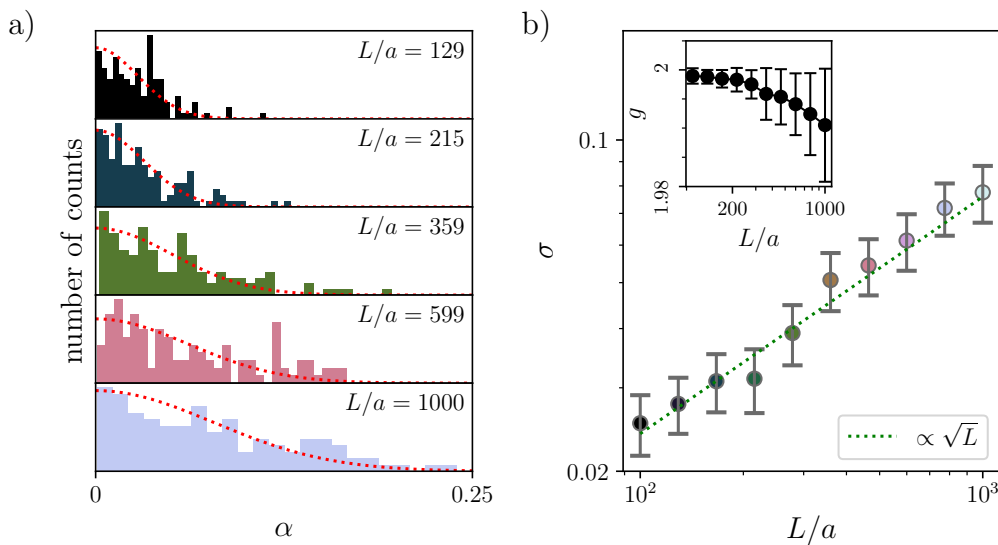 a)
number of counts
L/a = 129
L/a = 215
L/a = 359
L/a = 599
L/a = 1000
0
0.25
α
b)
σ
0.1
0.02
10²
10³
L/a
∝ √L
g
2
1.98
200
1000
L/a